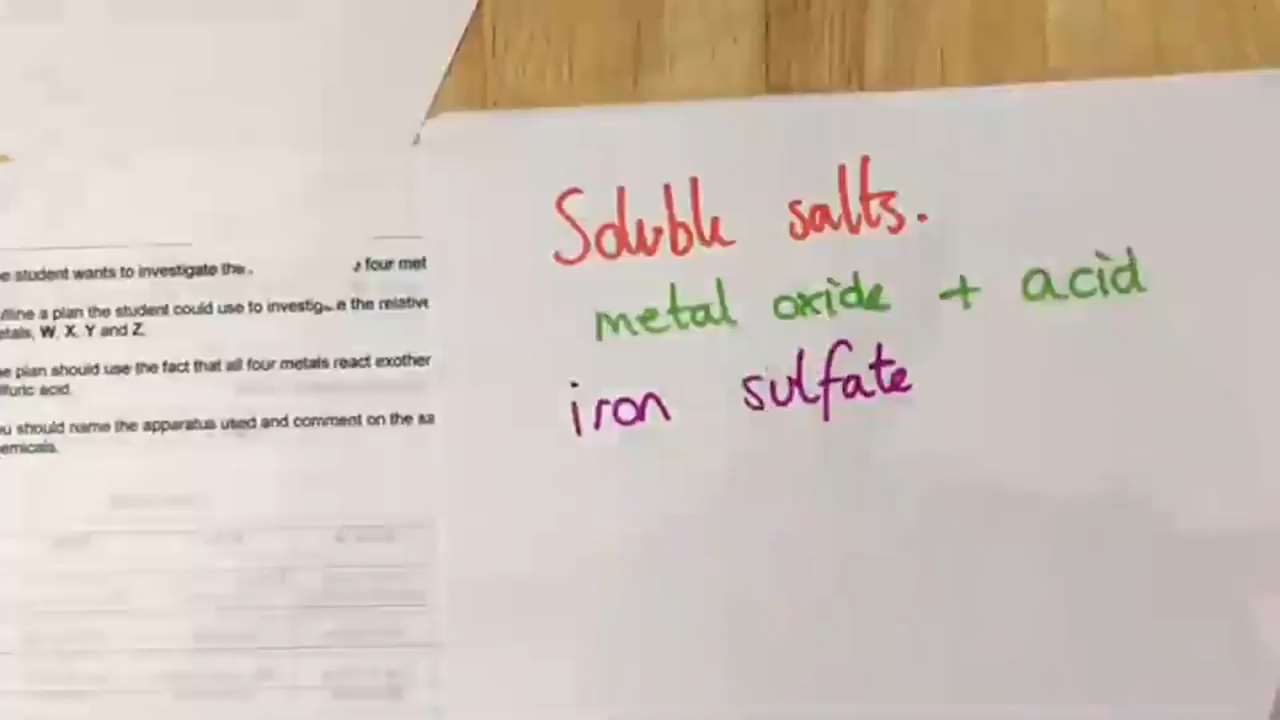 e student wants to investigate the four met
line a plan the student could use to investig e the relative
etals, W, X, Y and Z.
e plan should use the fact that all four metals react exother
lfuric acid.
u should name the apparatus used and comment on the sa
emicals.
Soluble salts.
metal oxide + acid
iron sulfate